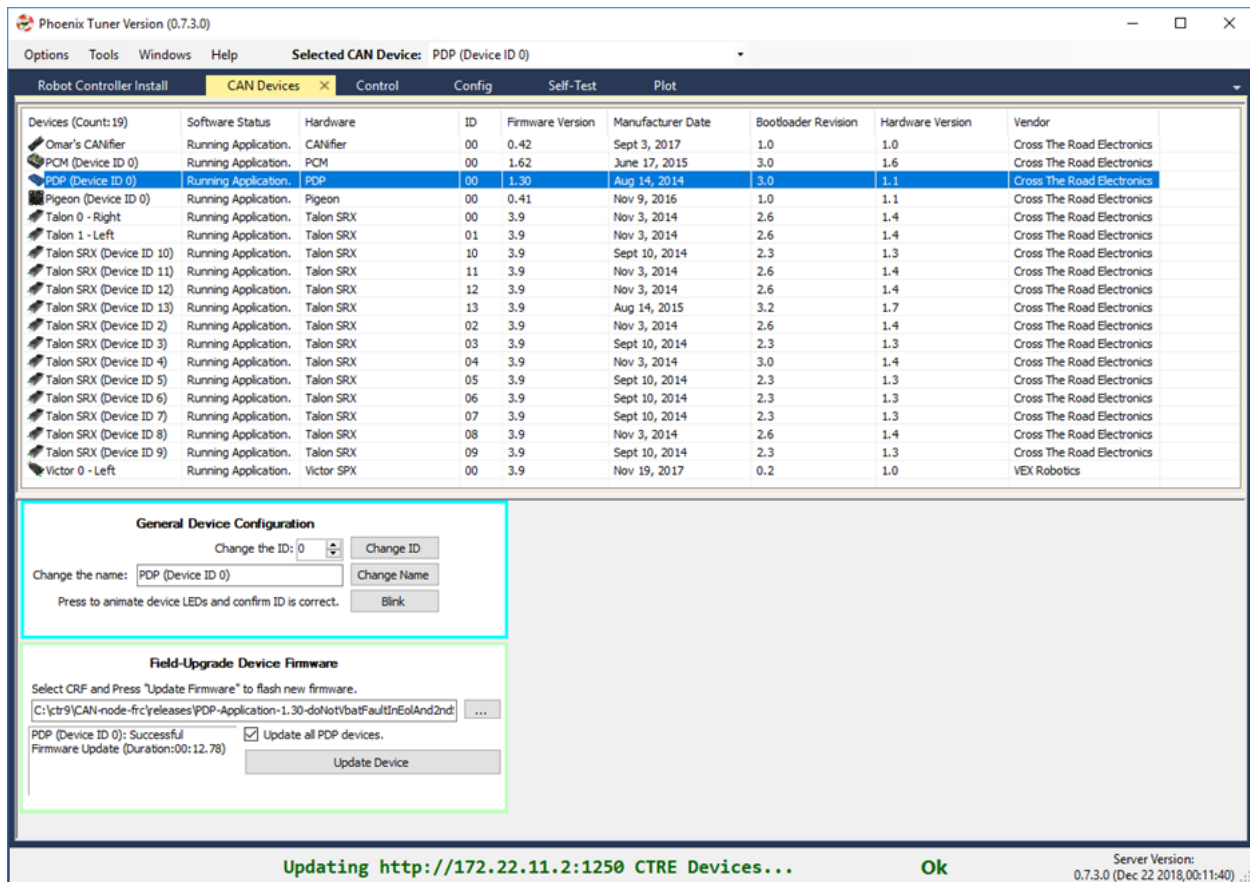 Phoenix Tuner Version (0.7.3.0)
Options Tools Windows Help Selected CAN Device: PDP (Device ID 0)
Robot Controller Install CAN Devices Control Config Self-Test Plot
Devices (Count:19) Software Status Hardware ID Firmware Version Manufacturer Date Bootloader Revision Hardware Version Vendor
Omar's CANifier Running Application. CANifier 00 0.42 Sept 3, 2017 1.0 1.0 Cross The Road Electronics
PCM (Device ID 0) Running Application. PCM 00 1.62 June 17, 2015 3.0 1.6 Cross The Road Electronics
PDP (Device ID 0) Running Application. PDP 00 1.30 Aug 14, 2014 3.0 1.1 Cross The Road Electronics
Pigeon (Device ID 0) Running Application. Pigeon 00 0.41 Nov 9, 2016 1.0 1.1 Cross The Road Electronics
Talon 0 - Right Running Application. Talon SRX 00 3.9 Nov 3, 2014 2.6 1.4 Cross The Road Electronics
Talon 1 - Left Running Application. Talon SRX 01 3.9 Nov 3, 2014 2.6 1.4 Cross The Road Electronics
Talon SRX (Device ID 10) Running Application. Talon SRX 10 3.9 Sept 10, 2014 2.3 1.3 Cross The Road Electronics
Talon SRX (Device ID 11) Running Application. Talon SRX 11 3.9 Nov 3, 2014 2.6 1.4 Cross The Road Electronics
Talon SRX (Device ID 12) Running Application. Talon SRX 12 3.9 Nov 3, 2014 2.6 1.4 Cross The Road Electronics
Talon SRX (Device ID 13) Running Application. Talon SRX 13 3.9 Aug 14, 2015 3.2 1.7 Cross The Road Electronics
Talon SRX (Device ID 2) Running Application. Talon SRX 02 3.9 Nov 3, 2014 2.6 1.4 Cross The Road Electronics
Talon SRX (Device ID 3) Running Application. Talon SRX 03 3.9 Sept 10, 2014 2.3 1.3 Cross The Road Electronics
Talon SRX (Device ID 4) Running Application. Talon SRX 04 3.9 Nov 3, 2014 3.0 1.4 Cross The Road Electronics
Talon SRX (Device ID 5) Running Application. Talon SRX 05 3.9 Sept 10, 2014 2.3 1.3 Cross The Road Electronics
Talon SRX (Device ID 6) Running Application. Talon SRX 06 3.9 Sept 10, 2014 2.3 1.3 Cross The Road Electronics
Talon SRX (Device ID 7) Running Application. Talon SRX 07 3.9 Sept 10, 2014 2.3 1.3 Cross The Road Electronics
Talon SRX (Device ID 8) Running Application. Talon SRX 08 3.9 Nov 3, 2014 2.6 1.4 Cross The Road Electronics
Talon SRX (Device ID 9) Running Application. Talon SRX 09 3.9 Sept 10, 2014 2.3 1.3 Cross The Road Electronics
Victor 0 - Left Running Application. Victor SPX 00 3.9 Nov 19, 2017 0.2 1.0 VEX Robotics
General Device Configuration
Change the ID: 0 Change ID
Change the name: PDP (Device ID 0) Change Name
Press to animate device LEDs and confirm ID is correct. Blink
Field-Upgrade Device Firmware
Select CRF and Press "Update Firmware" to flash new firmware.
C:\ctr9\CAN-node-frc\releases\PDP-Application-1.30-doNotVbatFaultInEolAnd2nd ...
PDP (Device ID 0): Successful
Firmware Update (Duration:00:12.78)
Update all PDP devices.
Update Device
Updating http://172.22.11.2:1250 CTRE Devices... Ok
Server Version:
0.7.3.0 (Dec 22 2018,00:11:40)